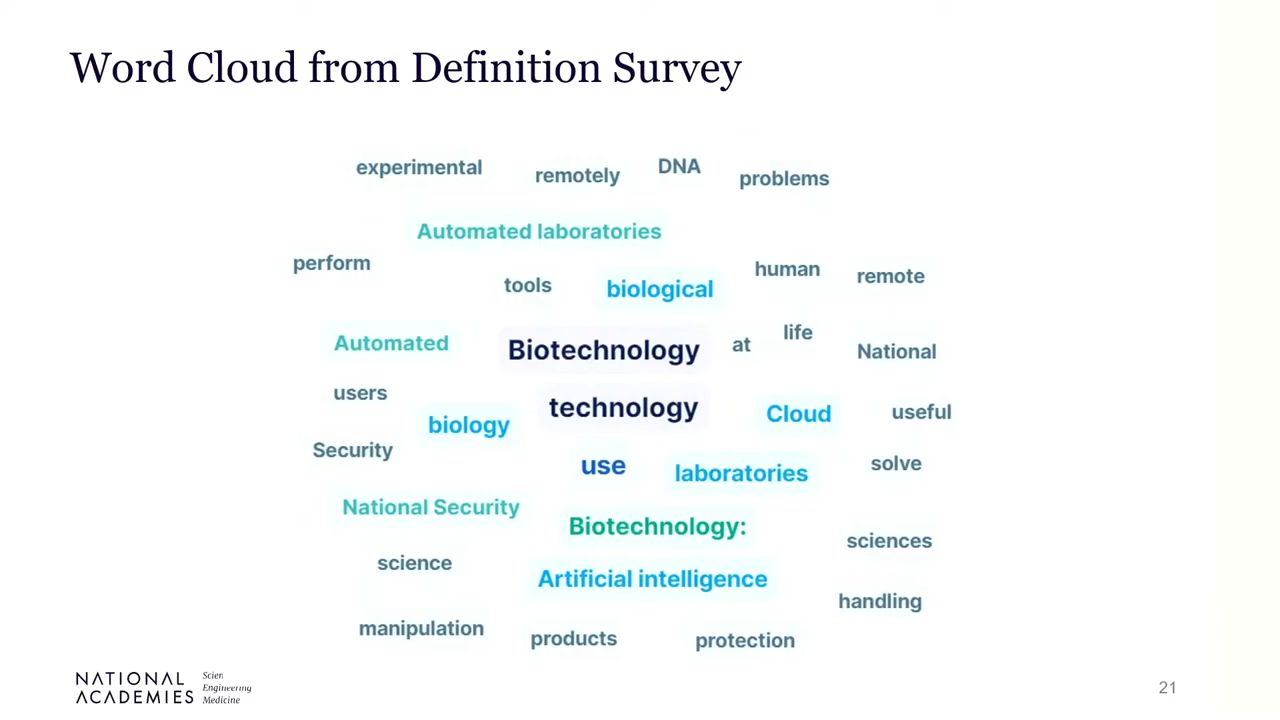 Word Cloud from Definition Survey
experimental remotely DNA problems
Automated laboratories
perform tools biological human remote
Automated Biotechnology at life National
users technology Cloud useful
biology
Security use laboratories solve
National Security Biotechnology: sciences
science Artificial intelligence handling
manipulation products protection
NATIONAL ACADEMIES
Engineering
Medicine
21